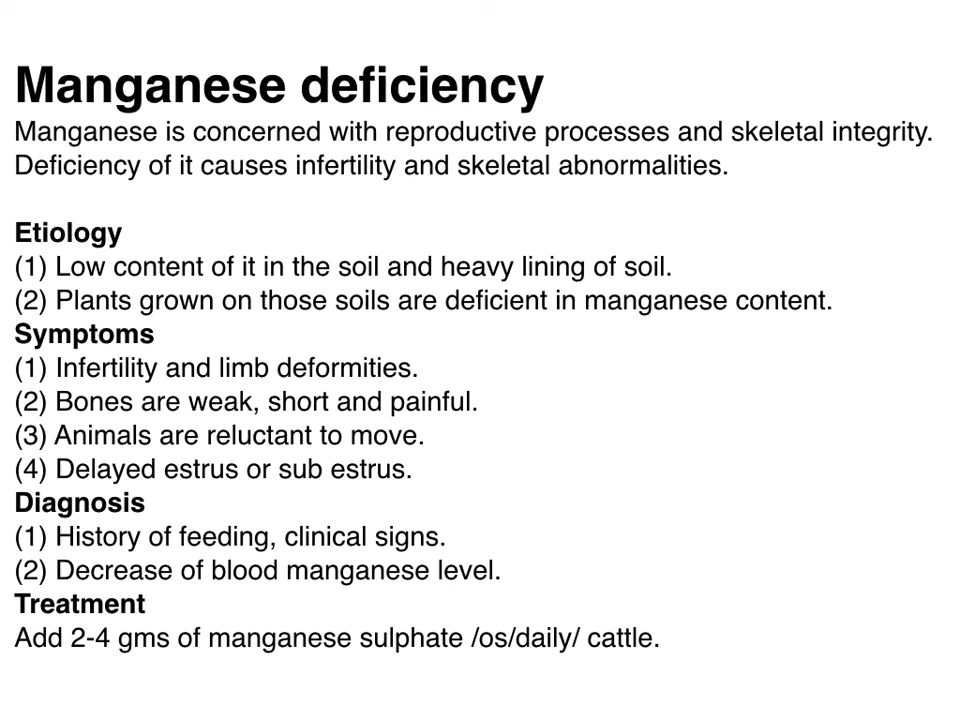 Manganese deficiency
Manganese is concerned with reproductive processes and skeletal integrity.
Deficiency of it causes infertility and skeletal abnormalities.
Etiology
(1) Low content of it in the soil and heavy lining of soil.
(2) Plants grown on those soils are deficient in manganese content.
Symptoms
(1) Infertility and limb deformities.
(2) Bones are weak, short and painful.
(3) Animals are reluctant to move.
(4) Delayed estrus or sub estrus.
Diagnosis
(1) History of feeding, clinical signs.
(2) Decrease of blood manganese level.
Treatment
Add 2-4 gms of manganese sulphate /os/daily/ cattle.